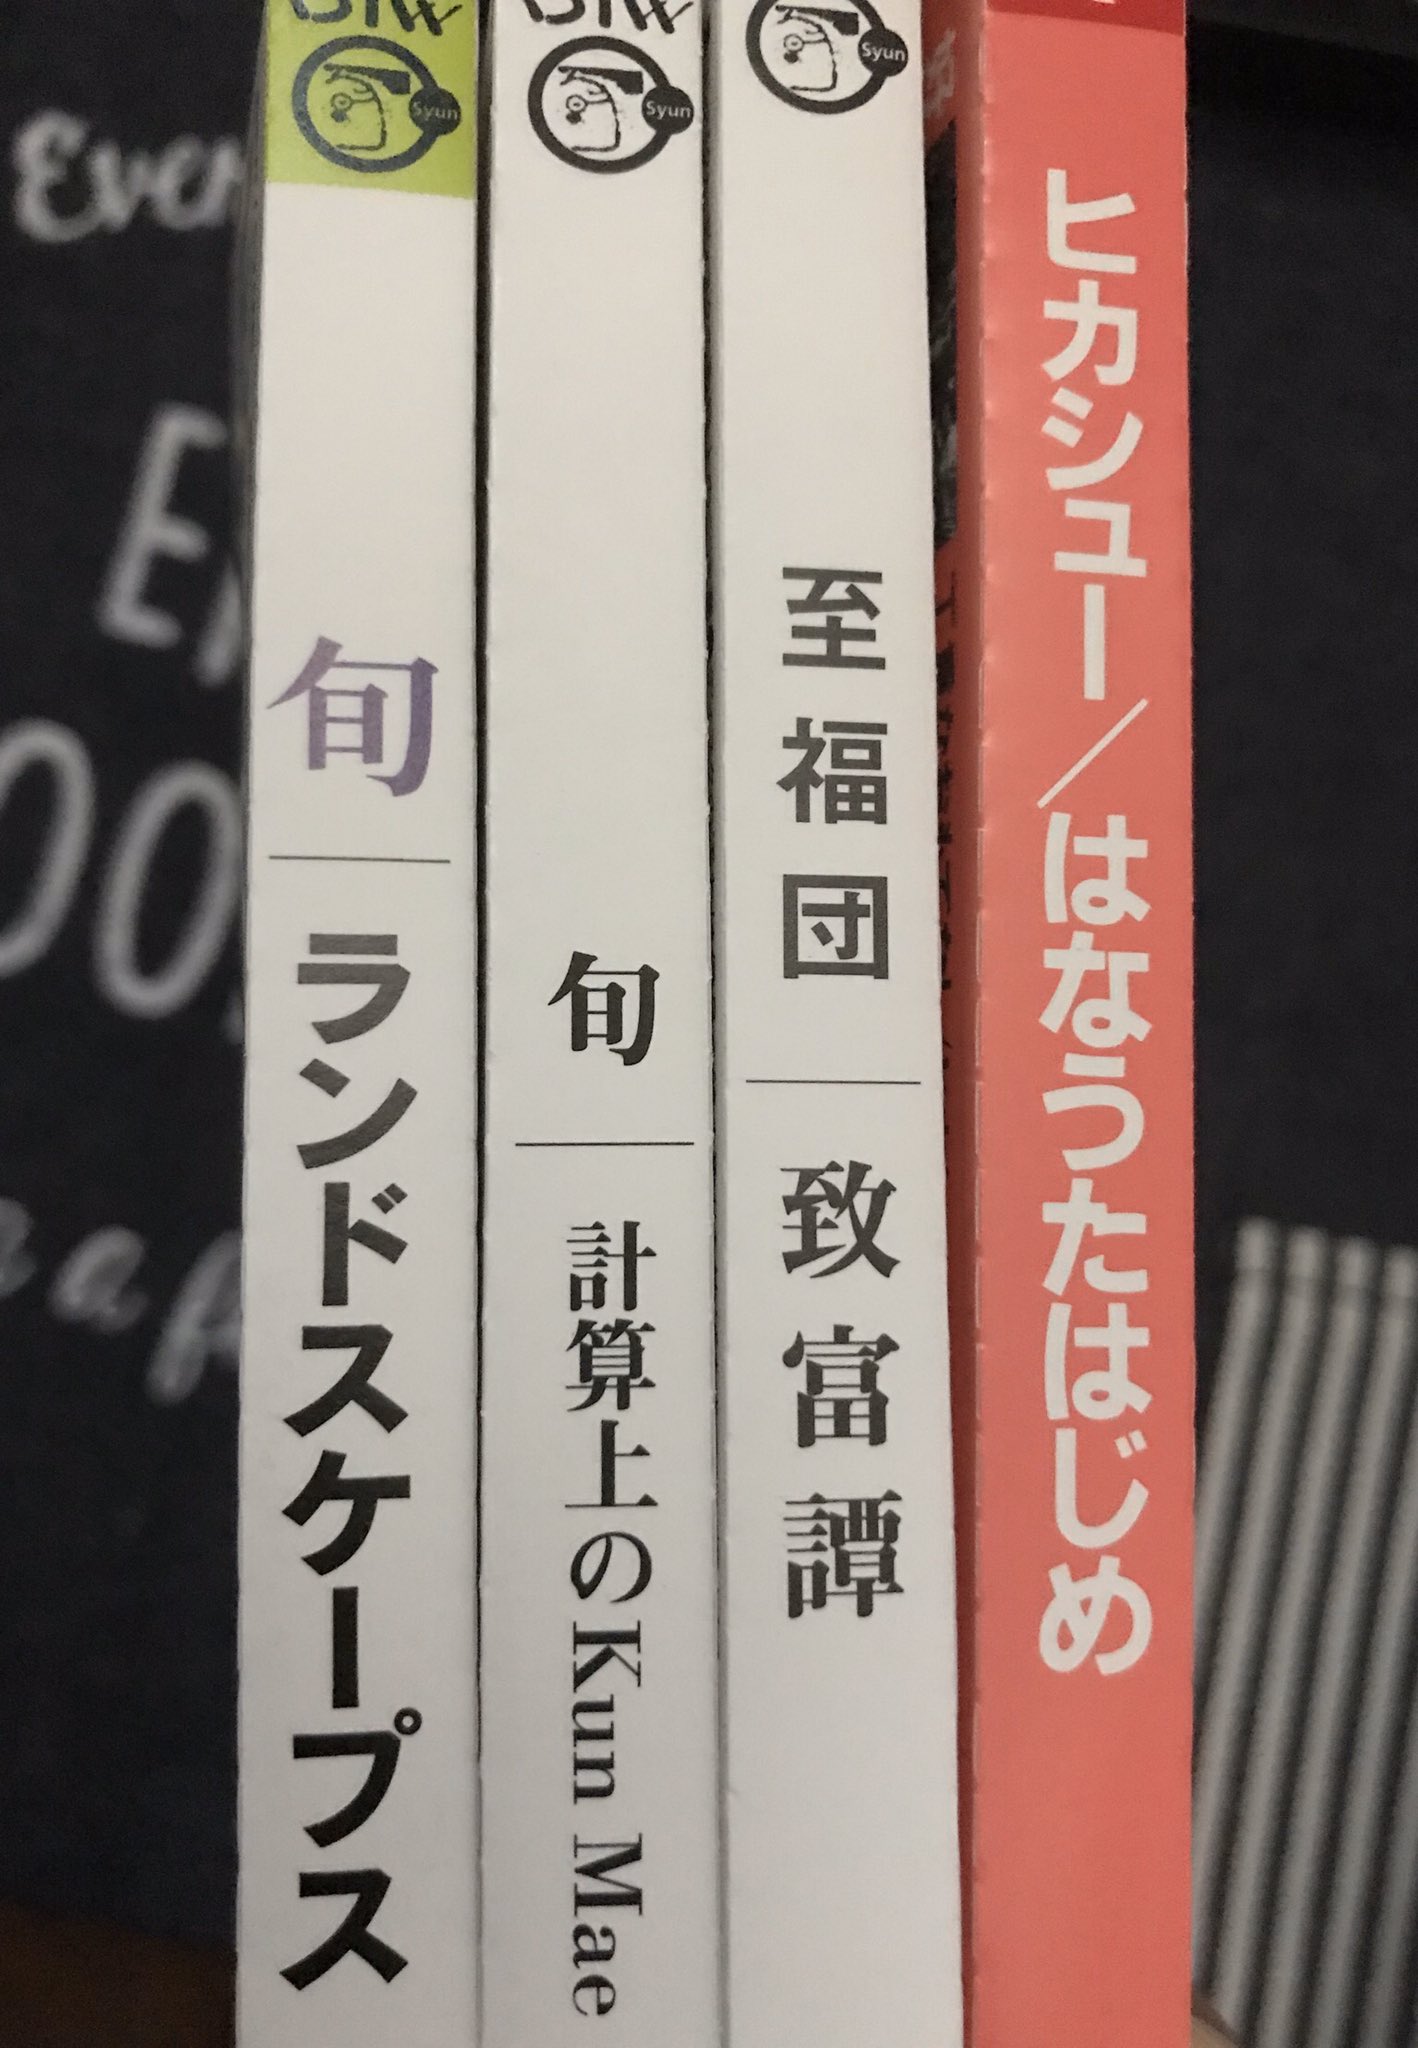 Syun
旬
ランドスケープス
Syun
旬
計算上のKun Mae
Syun
至福団
致富譚
ヒカシュー/はなうたはじめ